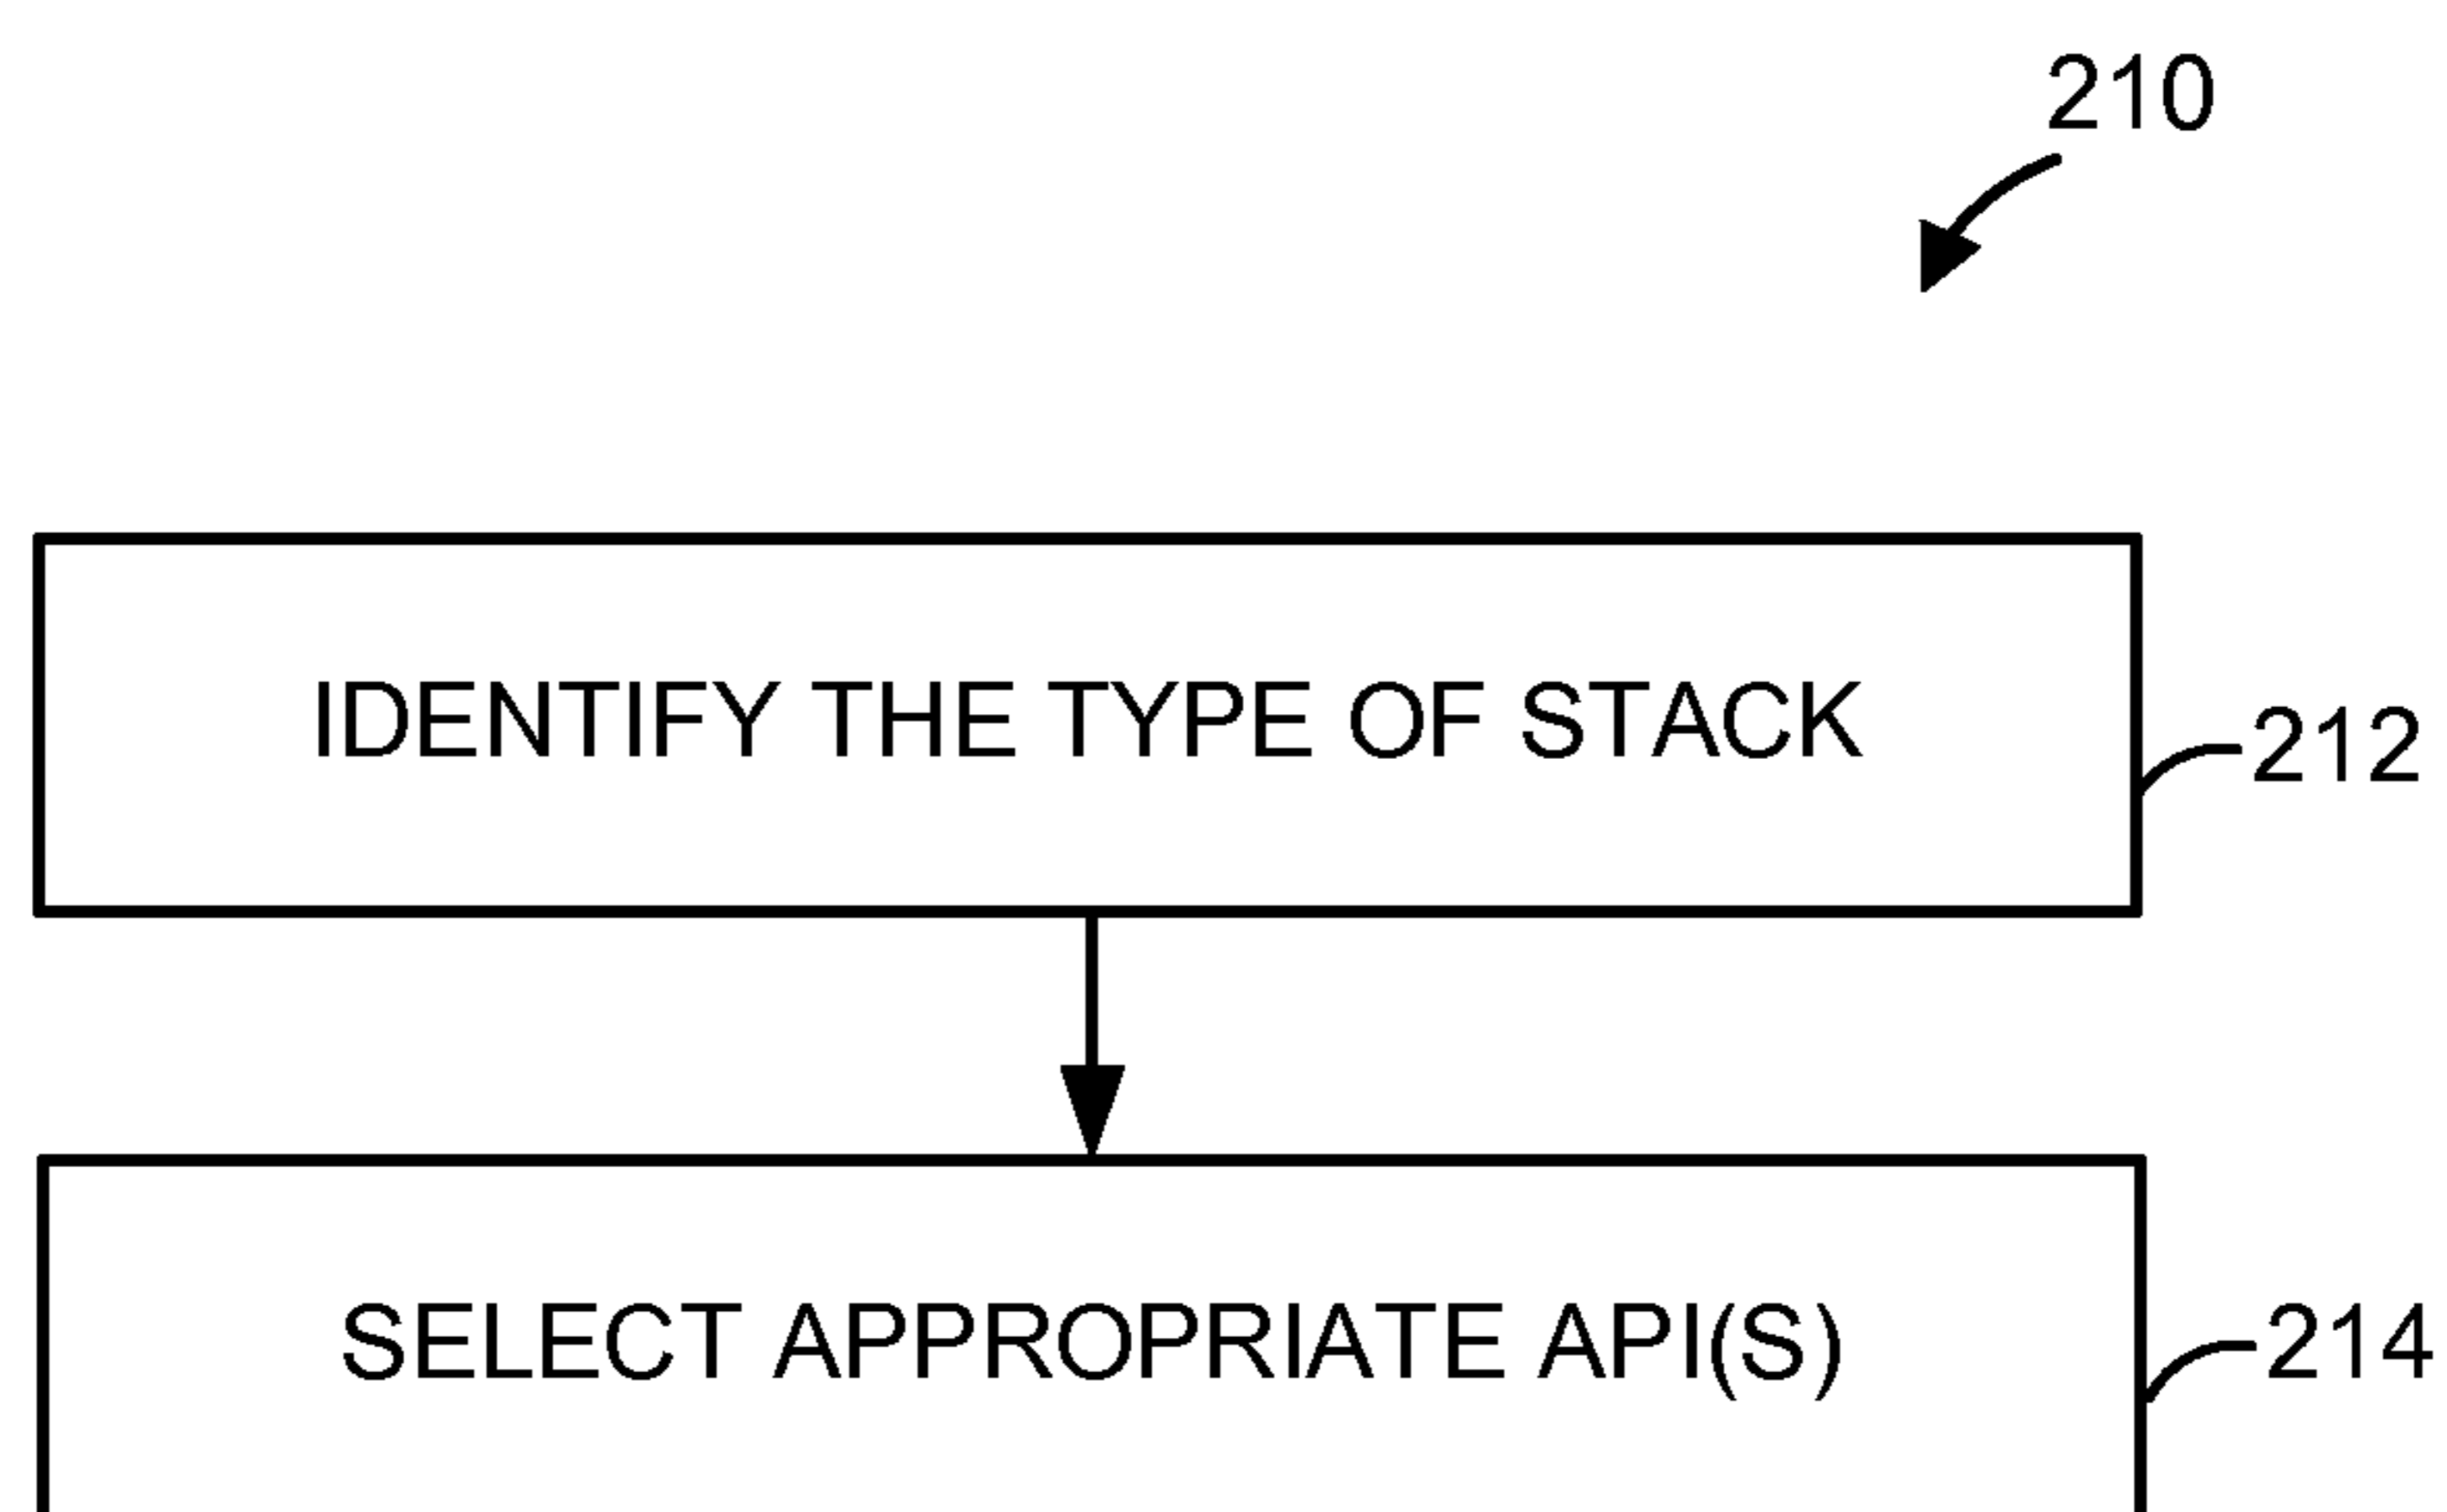 210
IDENTIFY THE TYPE OF STACK
212
SELECT APPROPRIATE API(S)
214